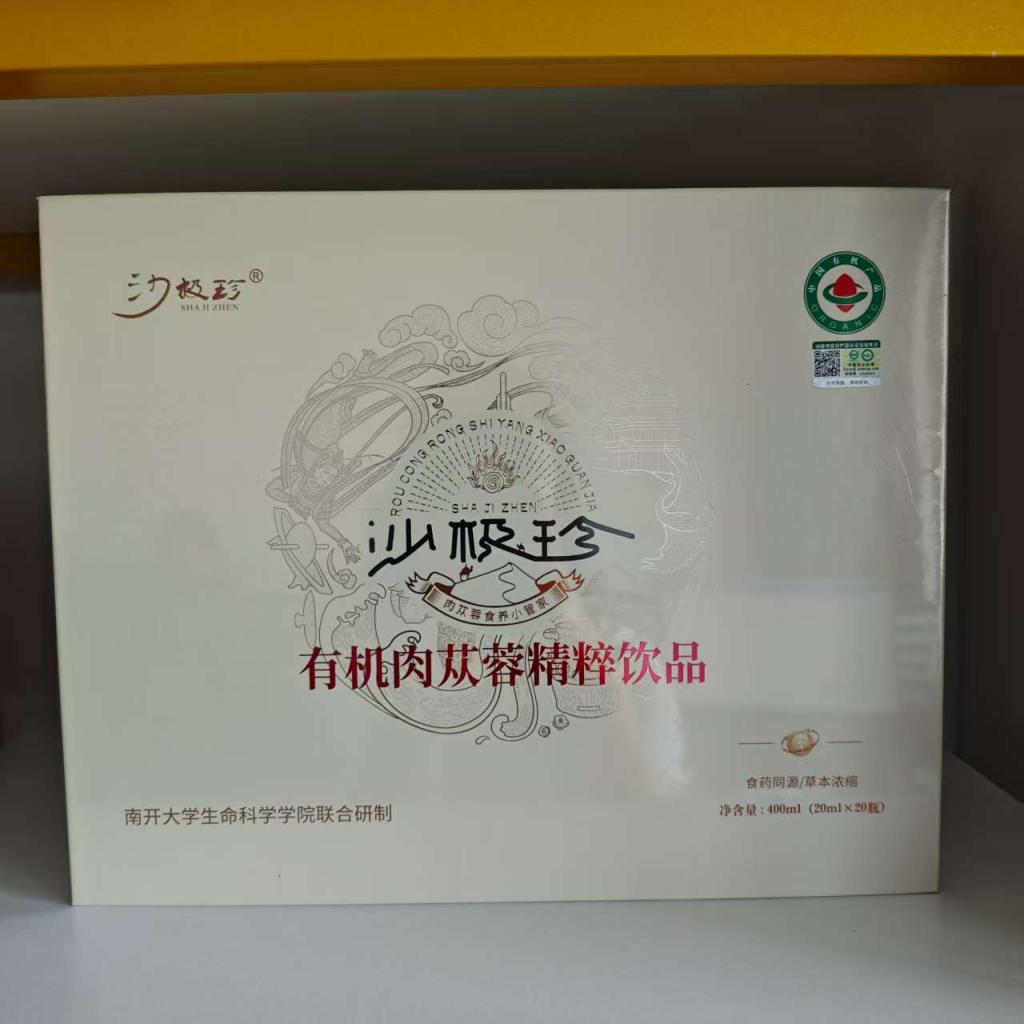 沙极珍®
SHA JI ZHEN
中国有机产品
ORGANIC
ROU CONG RONG SHI YANG XIAO GUAN JIA
SHA JI ZHEN
沙极珍
肉苁蓉食养小管家
有机肉苁蓉精粹饮品
食药同源/草本浓缩
南开大学生命科学学院联合研制
净含量:400ml(20ml×20瓶)